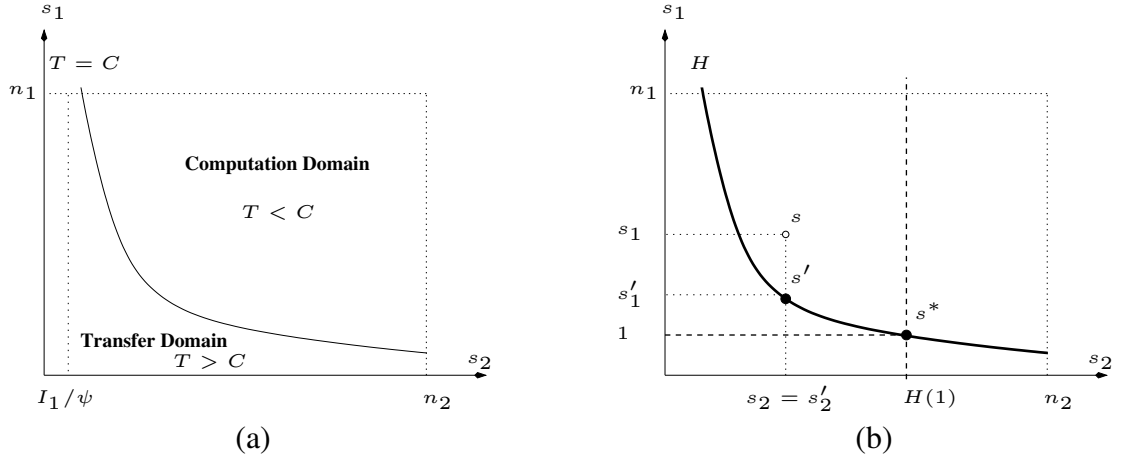 s₁
T = C
n₁
Computation Domain
T < C
Transfer Domain
T > C
s₂
I₁/ψ
n₂
(a)
s₁
H
n₁
s₁
s
s′
s′₁
s*
1
s₂
s₂ = s′₂
H(1)
n₂
(b)